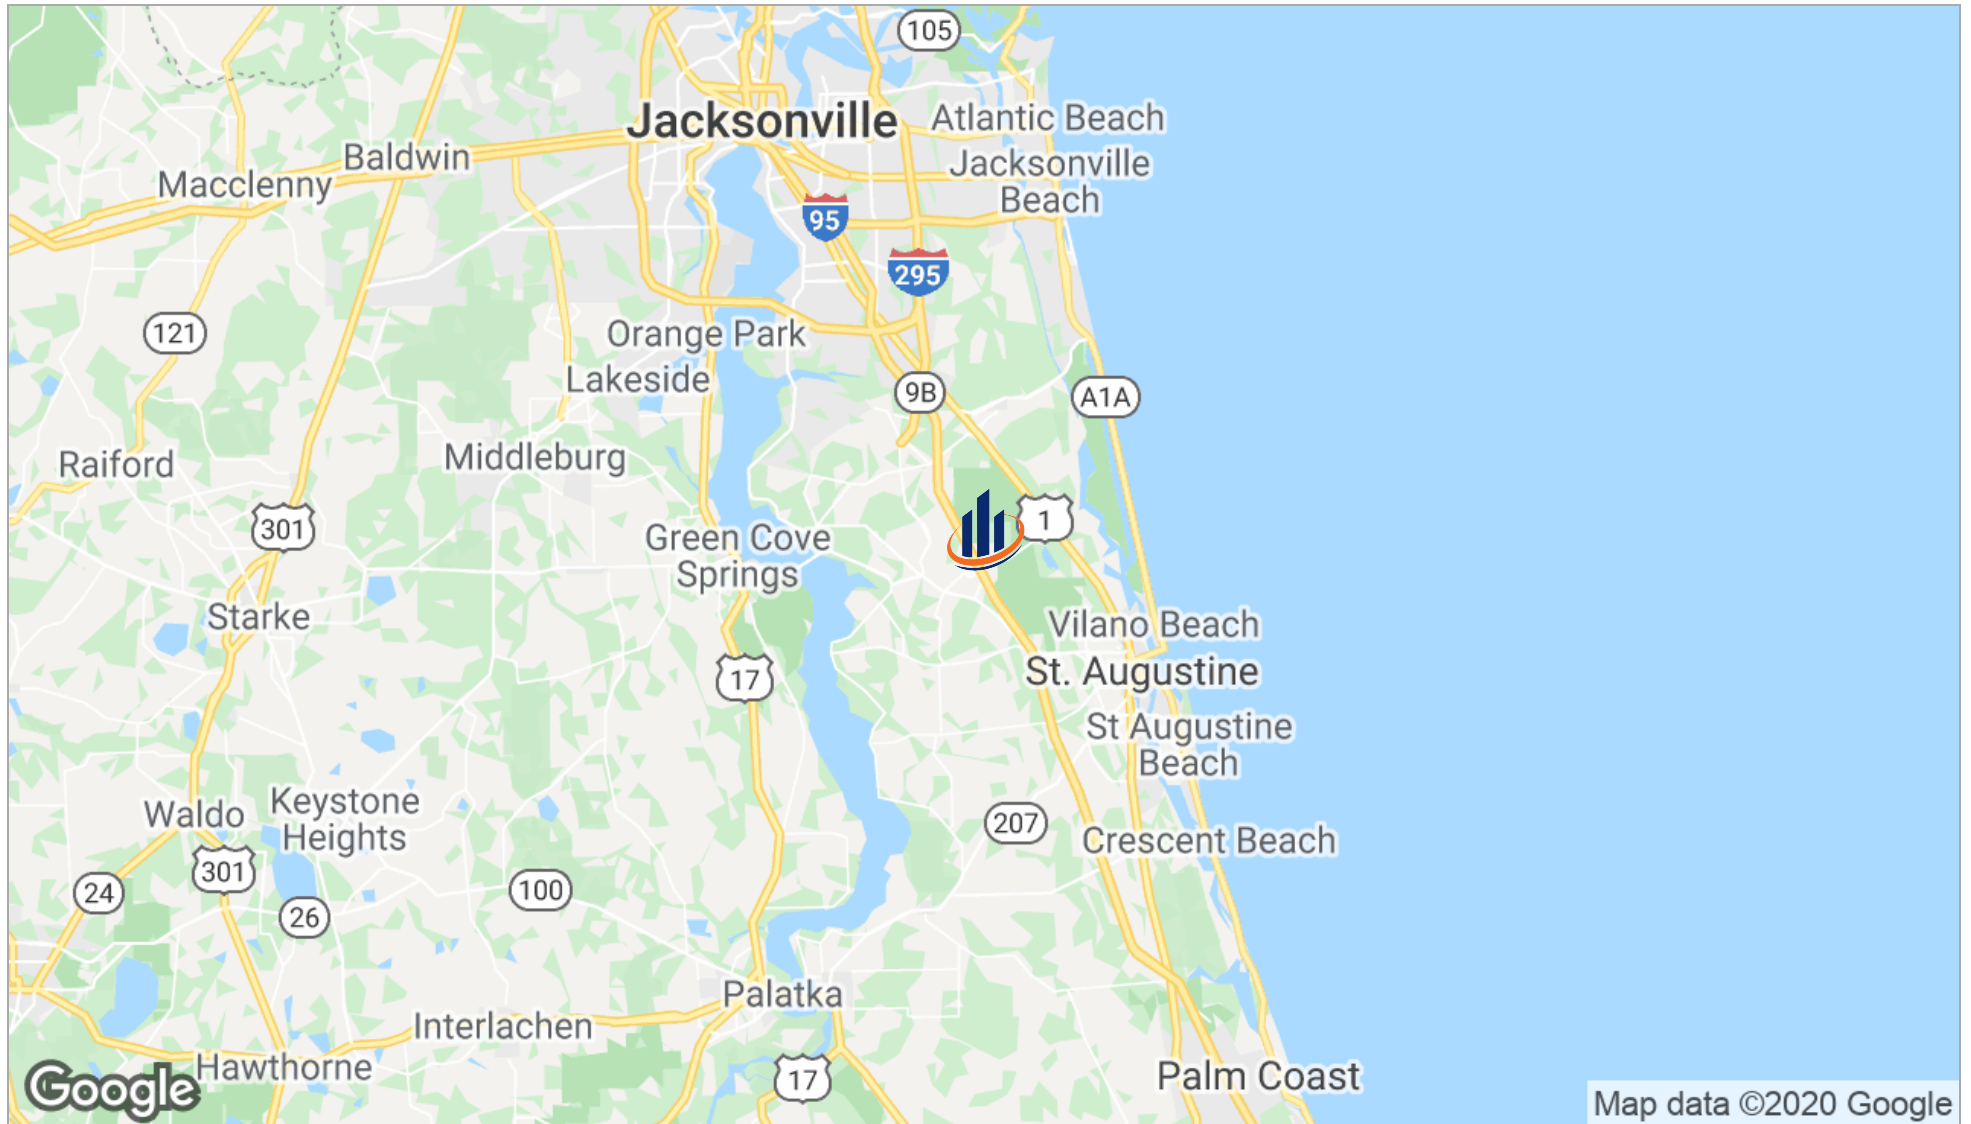 105
Jacksonville
Atlantic Beach
Baldwin
Jacksonville
Beach
Macclenny
95
295
121
Orange Park
Lakeside
9B
A1A
Raiford
Middleburg
301
1
Green Cove
Springs
Starke
Vilano Beach
St. Augustine
17
St Augustine
Beach
Waldo
Keystone
Heights
207
Crescent Beach
301
24
100
26
Palatka
Interlachen
Hawthorne
17
Palm Coast
Google
Map data ©2020 Google